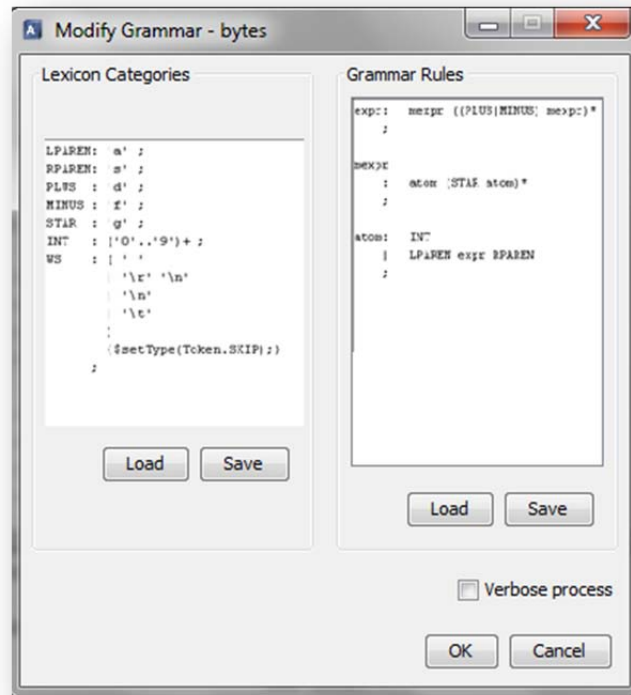 Modify Grammar - bytes
Lexicon Categories
LPAREN: 'a' ;
RPAREN: 's' ;
PLUS : 'd' ;
MINUS : 'f' ;
STAR : 'g' ;
INT : ('0'..'9')+ ;
WS : ( ' '
| '\r' '\n'
| '\n'
| '\t'
)
{$setType(Token.SKIP);}
;
Load Save
Grammar Rules
expr: mexpr ((PLUS|MINUS) mexpr)*
;
mexpr
: atom (STAR atom)*
;
atom: INT
| LPAREN expr RPAREN
;
Load Save
Verbose process
OK Cancel